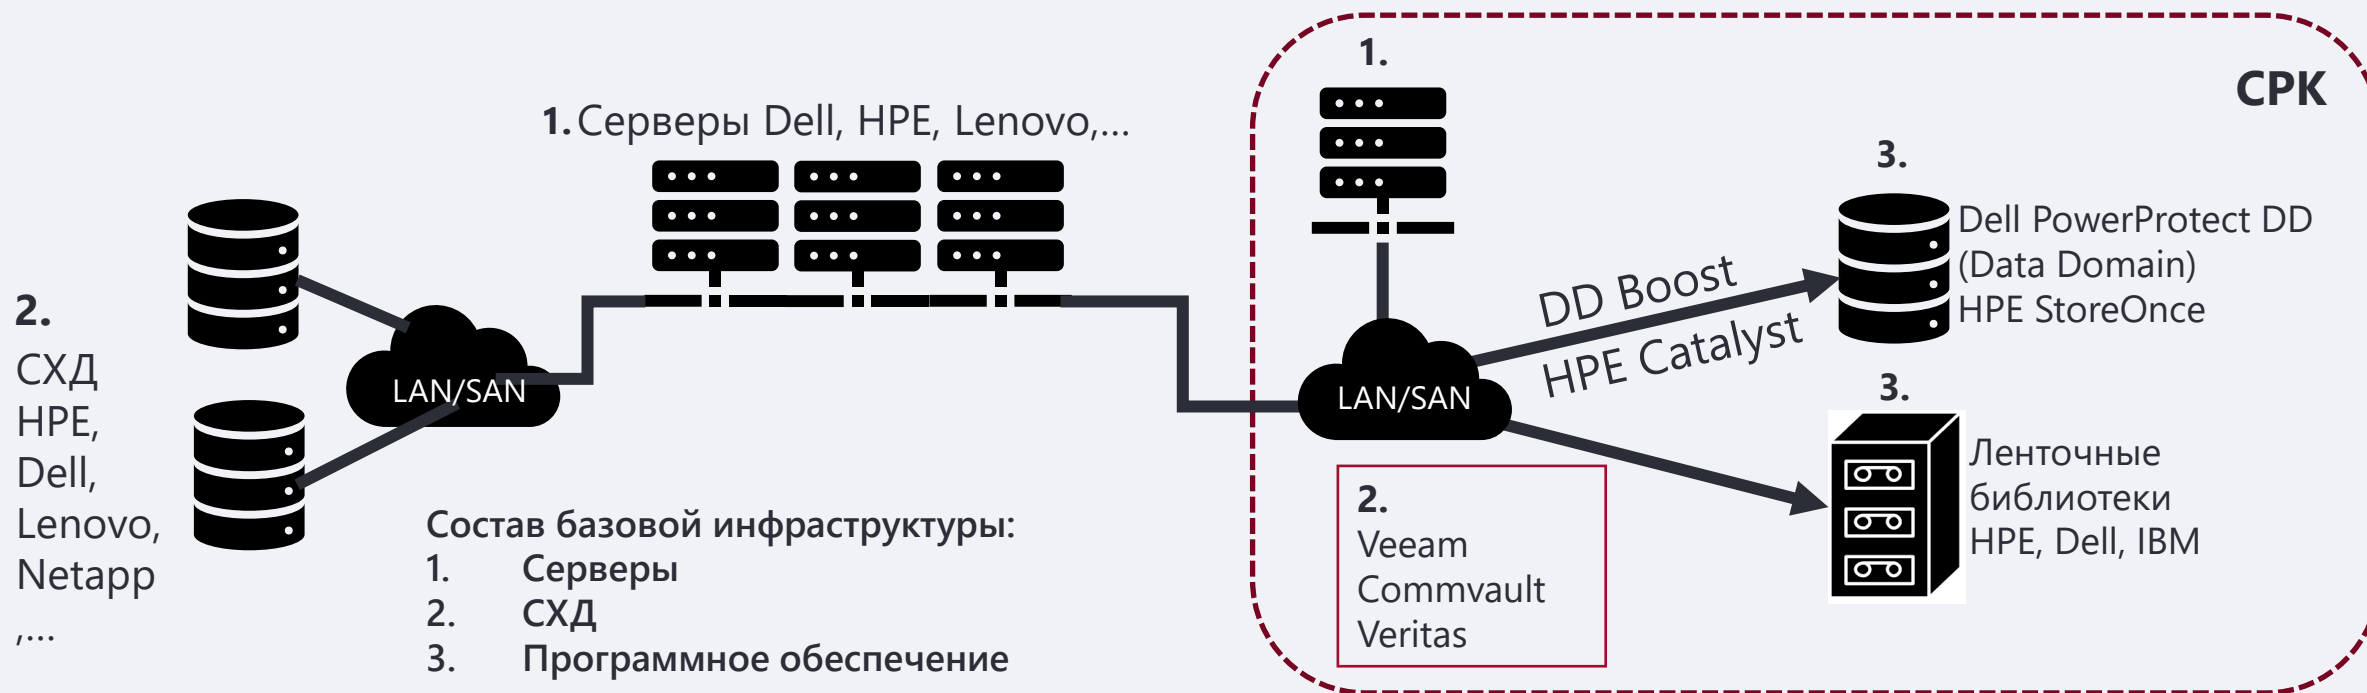 1. Серверы Dell, HPE, Lenovo,...
2.
СХД
HPE,
Dell,
Lenovo,
Netapp
,...
LAN/SAN
Состав базовой инфраструктуры:
1. Серверы
2. СХД
3. Программное обеспечение
СРК
1.
LAN/SAN
DD Boost
HPE Catalyst
2.
Veeam
Commvault
Veritas
3.
Dell PowerProtect DD
(Data Domain)
HPE StoreOnce
3.
Ленточные
библиотеки
HPE, Dell, IBM